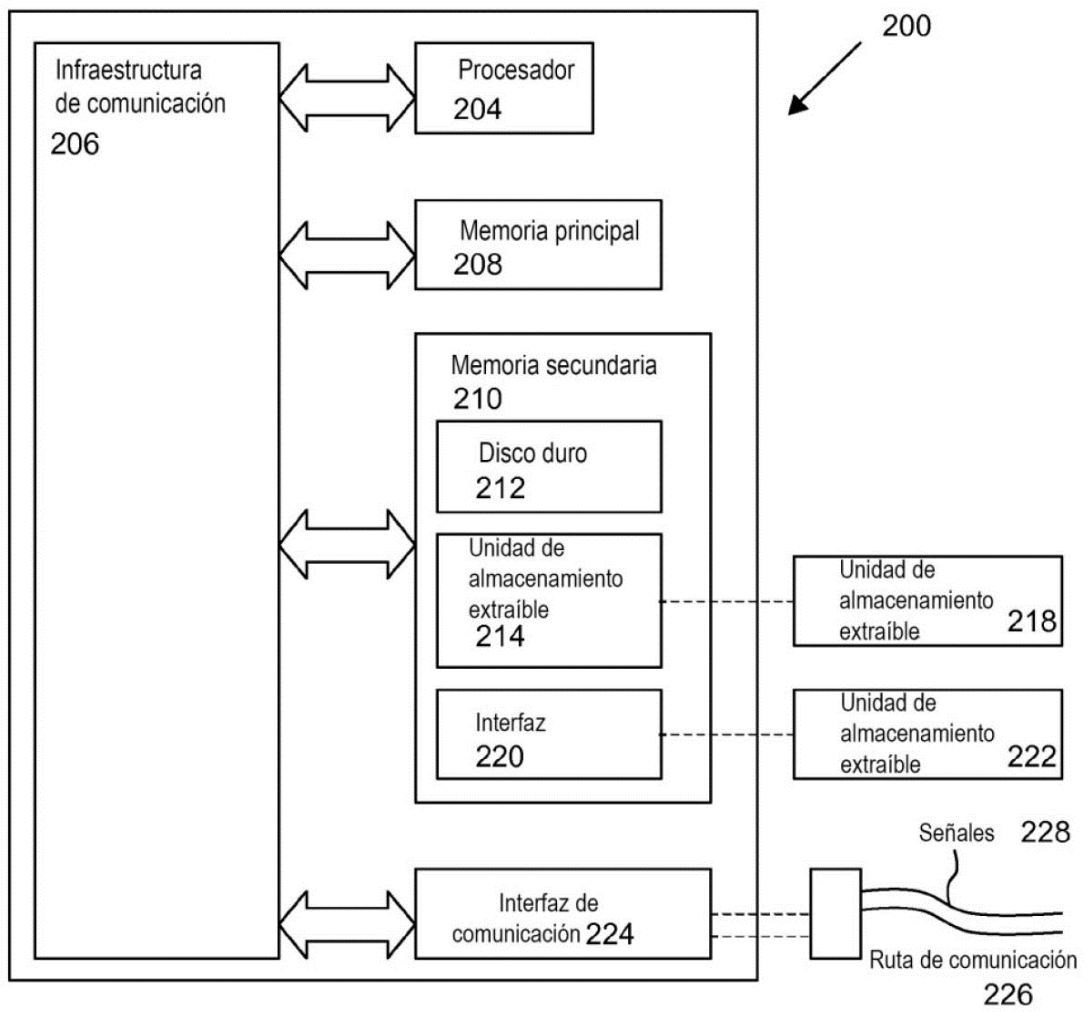 200
Infraestructura
de comunicación
206
Procesador
204
Memoria principal
208
Memoria secundaria
210
Disco duro
212
Unidad de
almacenamiento
extraíble
214
Unidad de
almacenamiento
extraíble 218
Interfaz
220
Unidad de
almacenamiento
extraíble 222
Señales 228
Interfaz de
comunicación 224
Ruta de comunicación
226